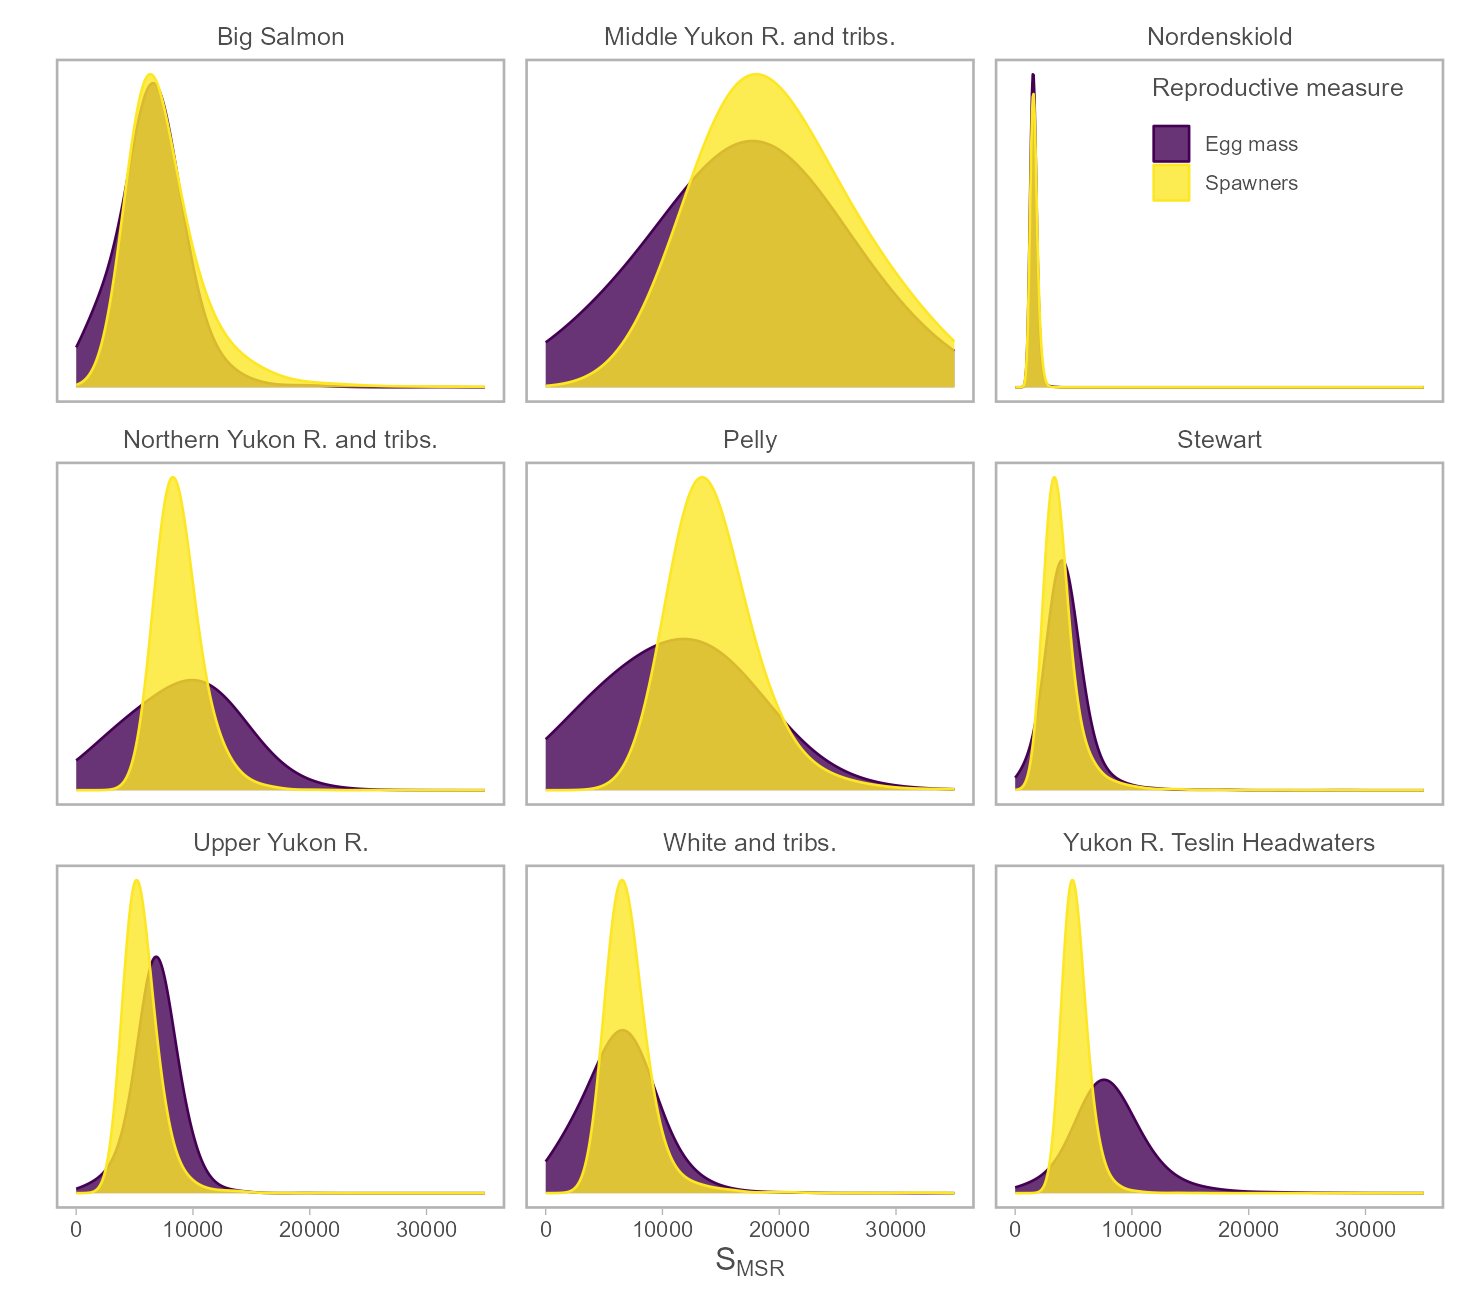 Big Salmon
Middle Yukon R. and tribs.
Nordenskiold
Reproductive measure
Egg mass
Spawners
Northern Yukon R. and tribs.
Pelly
Stewart
Upper Yukon R.
White and tribs.
Yukon R. Teslin Headwaters
0 10000 20000 30000
0 10000 20000 30000
0 10000 20000 30000
SMSR